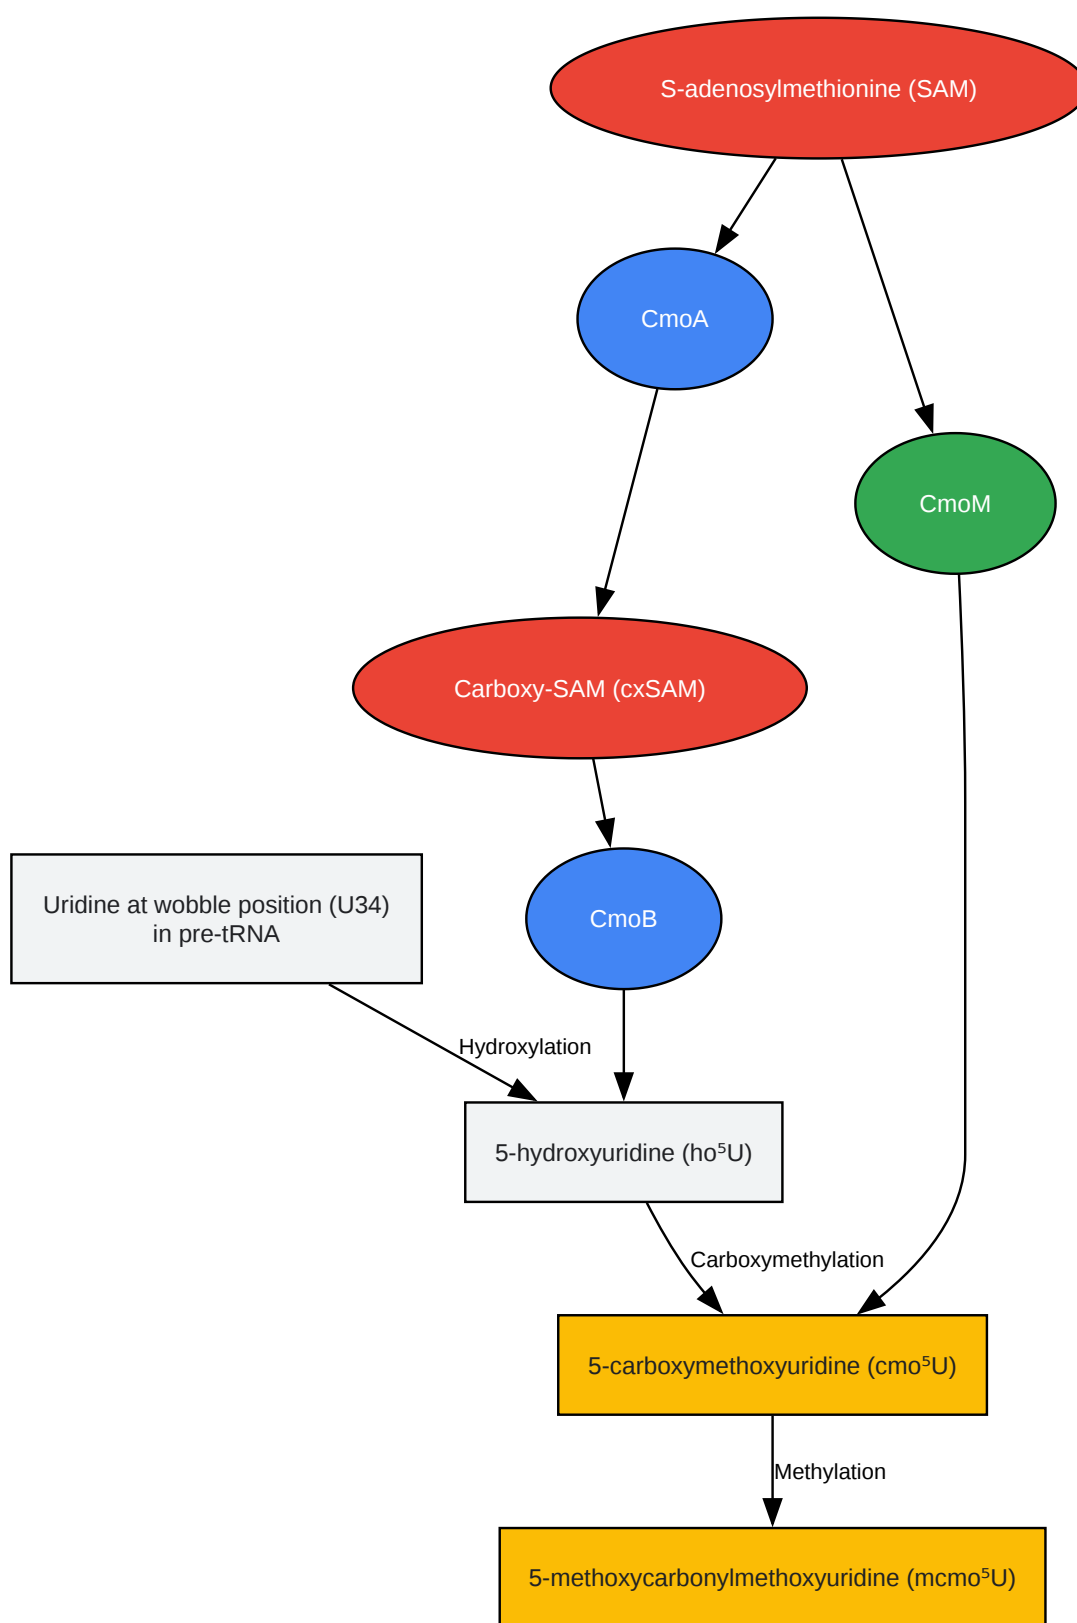 S-adenosylmethionine (SAM)
CmoA
CmoM
Carboxy-SAM (cxSAM)
Uridine at wobble position (U34)
in pre-tRNA
CmoB
Hydroxylation
5-hydroxyuridine (ho⁵U)
Carboxymethylation
5-carboxymethoxyuridine (cmo⁵U)
Methylation
5-methoxycarbonylmethoxyuridine (mcmo⁵U)